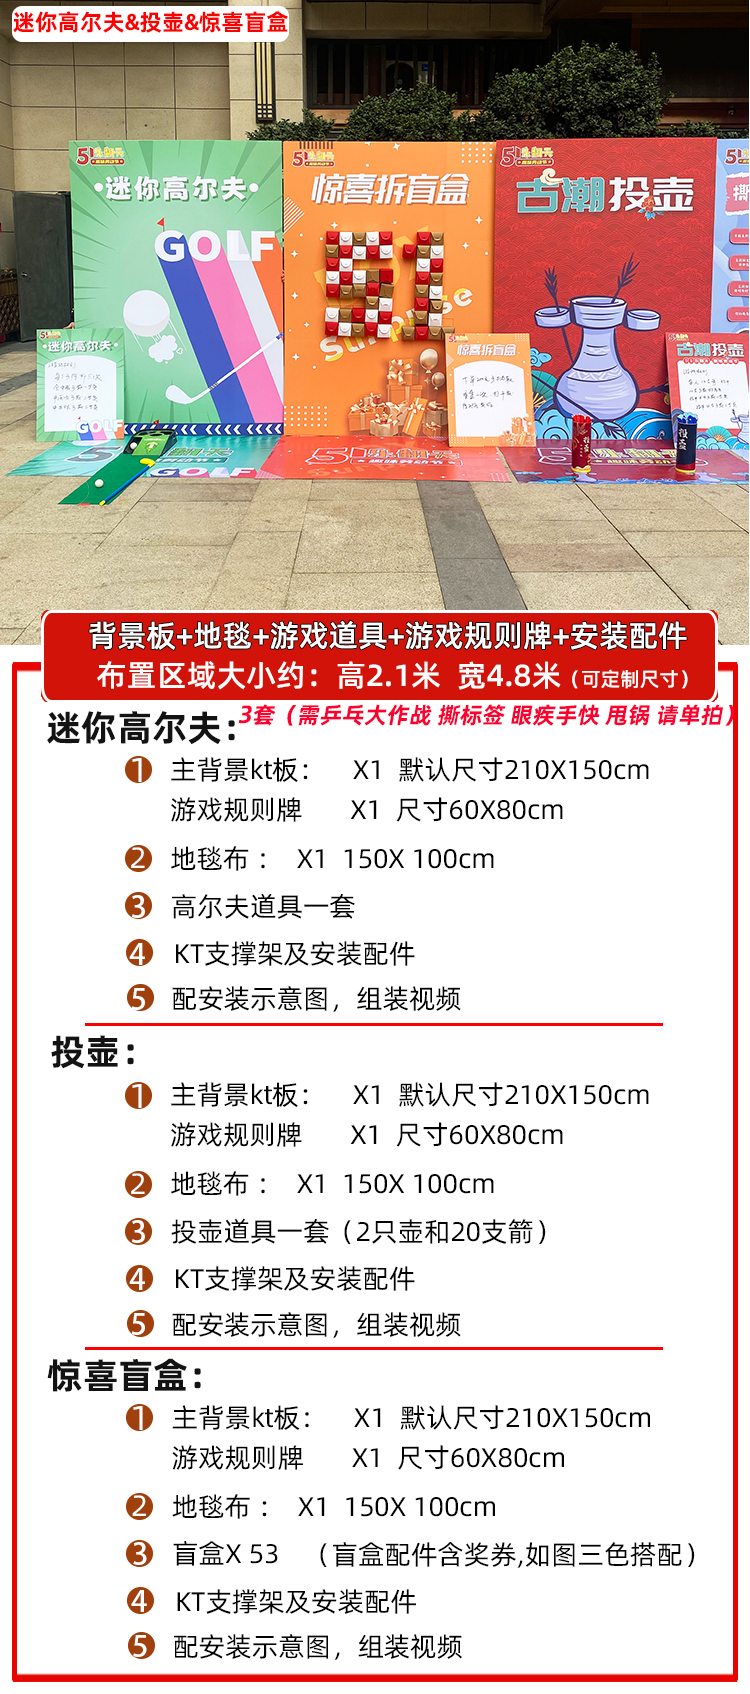 迷你高尔夫&投壶&惊喜盲盒
迷你高尔夫
GOLF
惊喜拆盲盒
51
Surprise
古潮投壶
撕
迷你高尔夫
GOLF
惊喜拆盲盒
古潮投壶
投壶
投壶
51
GOLF
51
背景板+地毯+游戏道具+游戏规则牌+安装配件
布置区域大小约：高2.1米 宽4.8米（可定制尺寸）
3套（需乒乓大作战 撕标签 眼疾手快 甩锅 请单拍）
迷你高尔夫：
1 主背景kt板： X1 默认尺寸210X150cm
游戏规则牌 X1 尺寸60X80cm
2 地毯布： X1 150X 100cm
3 高尔夫道具一套
4 KT支撑架及安装配件
5 配安装示意图，组装视频
投壶：
1 主背景kt板： X1 默认尺寸210X150cm
游戏规则牌 X1 尺寸60X80cm
2 地毯布： X1 150X 100cm
3 投壶道具一套（2只壶和20支箭）
4 KT支撑架及安装配件
5 配安装示意图，组装视频
惊喜盲盒：
1 主背景kt板： X1 默认尺寸210X150cm
游戏规则牌 X1 尺寸60X80cm
2 地毯布： X1 150X 100cm
3 盲盒X 53 （盲盒配件含奖券,如图三色搭配）
4 KT支撑架及安装配件
5 配安装示意图，组装视频